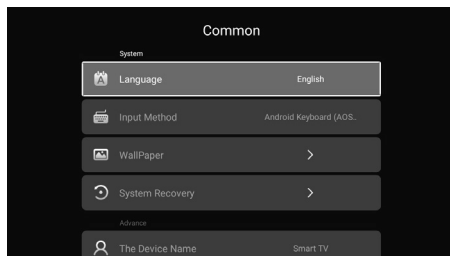 Common
System
Language English
Input Method Android Keyboard (AOS..
WallPaper
System Recovery
Advance
The Device Name Smart TV